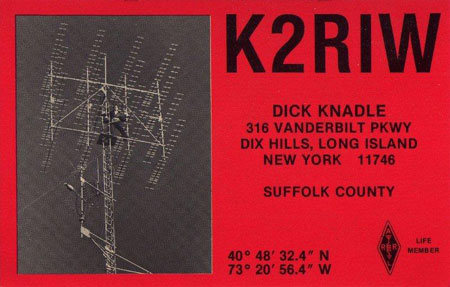 K2RIW
DICK KNADLE
316 VANDERBILT PKWY
DIX HILLS, LONG ISLAND
NEW YORK 11746
SUFFOLK COUNTY
40° 48' 32.4" N
73° 20' 56.4" W
A
R R
L
LIFE
MEMBER